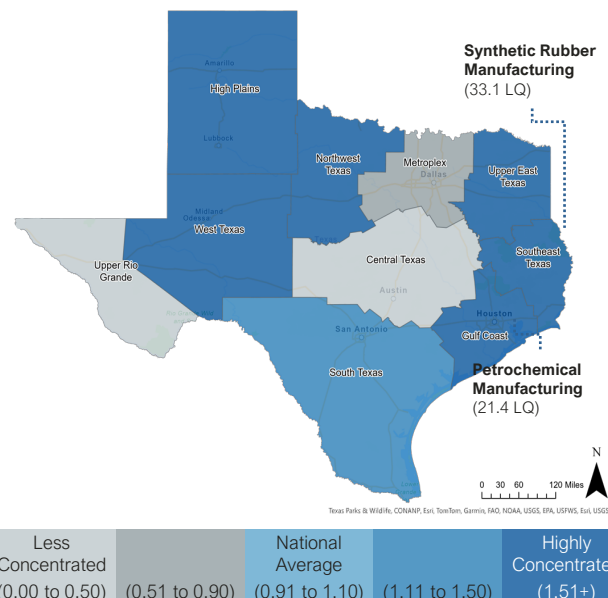 Synthetic Rubber
Manufacturing
(33.1 LQ)
Amarillo
High Plains
Lubbock
Northwest
Texas
Metroplex
Dallas
Upper East
Texas
Midland
Odessa
West Texas
Southeast
Texas
Upper Rio
Grande
Central Texas
Austin
Houston
Gulf Coast
San Antonio
South Texas
Petrochemical
Manufacturing
(21.4 LQ)
N
0 30 60 120 Miles
Texas Parks & Wildlife, CONANP, Esri, TomTom, Garmin, FAO, NOAA, USGS, EPA, USFWS, Esri, USGS
Less
Concentrated
(0.00 to 0.50)
(0.51 to 0.90)
National
Average
(0.91 to 1.10)
(1.11 to 1.50)
Highly
Concentrate
(1.51+)